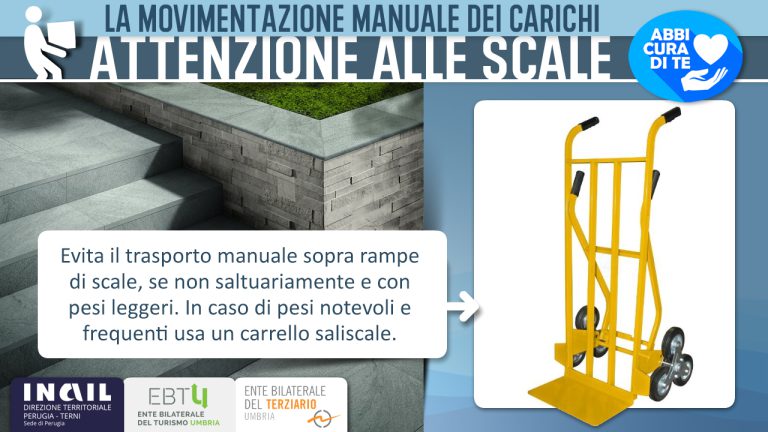 LA MOVIMENTAZIONE MANUALE DEI CARICHI
ATTENZIONE ALLE SCALE
ABBI
CURA
DI TE
Evita il trasporto manuale sopra rampe
di scale, se non saltuariamente e con
pesi leggeri. In caso di pesi notevoli e
frequenti usa un carrello saliscale.
INAIL
DIREZIONE TERRITORIALE
PERUGIA - TERNI
Sede di Perugia
EBTU
ENTE BILATERALE
DEL TURISMO UMBRIA
ENTE BILATERALE
DEL TERZIARIO
UMBRIA